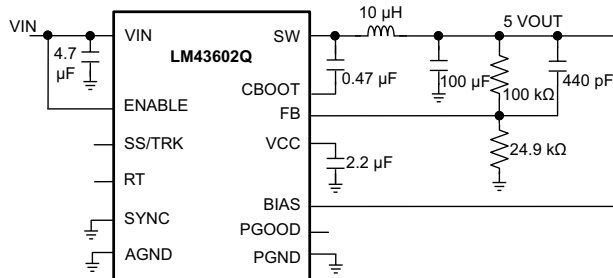 VIN
4.7
µF
VIN
ENABLE
SS/TRK
RT
SYNC
AGND
LM43602Q
SW
CBOOT
FB
VCC
BIAS
PGOOD
PGND
10 µH
0.47 µF
100 µF
5 VOUT
100 kΩ
440 pF
24.9 kΩ
2.2 µF